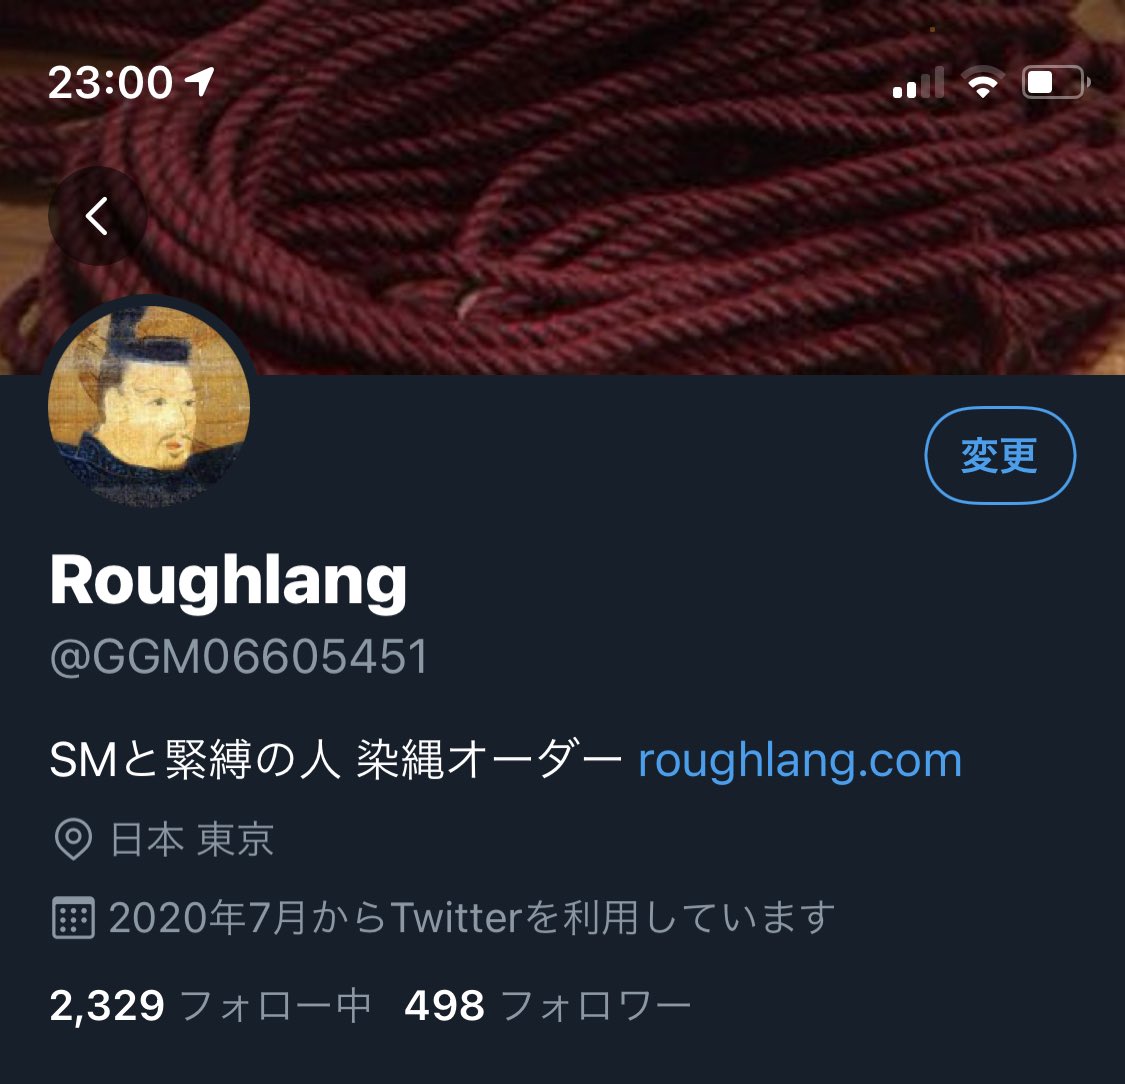 23:00
変更
Roughlang
@GGM06605451
SMと緊縛の人 染縄オーダー roughlang.com
日本 東京
2020年7月からTwitterを利用しています
2,329 フォロー中 498 フォロワー